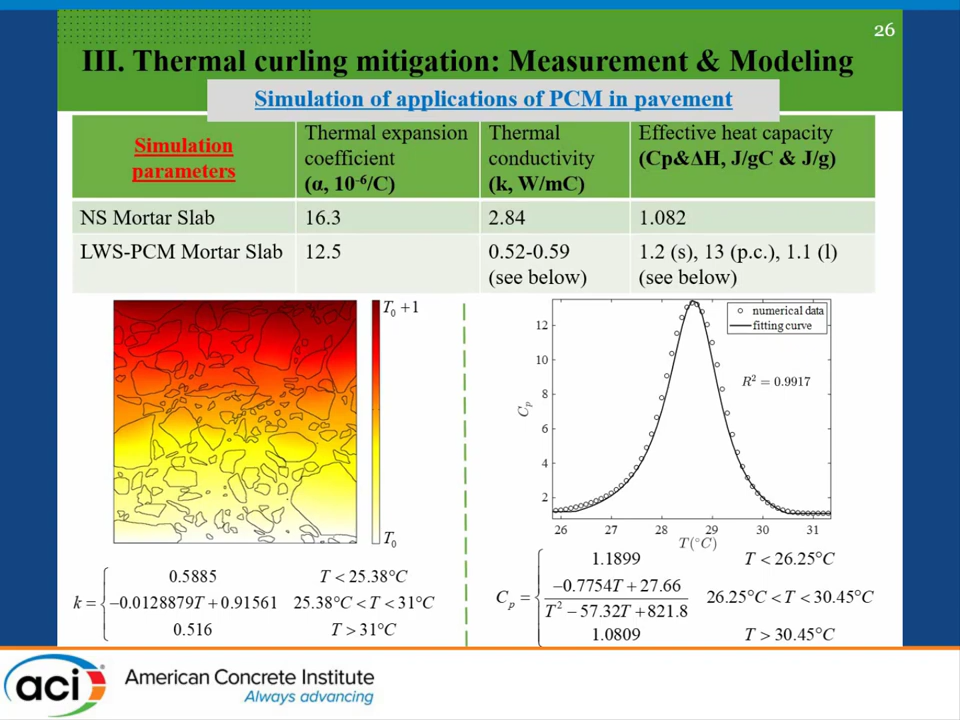 26
III. Thermal curling mitigation: Measurement & Modeling
Simulation of applications of PCM in pavement
Simulation parameters
Thermal expansion coefficient (α, 10⁻⁶/C)
Thermal conductivity (k, W/mC)
Effective heat capacity (Cp&ΔH, J/gC & J/g)
NS Mortar Slab 16.3 2.84 1.082
LWS-PCM Mortar Slab 12.5 0.52-0.59 (see below) 1.2 (s), 13 (p.c.), 1.1 (l) (see below)
T₀ +1
T₀
k = { 0.5885 T < 25.38°C
−0.0128879T + 0.91561 25.38°C < T < 31°C
0.516 T > 31°C
numerical data
fitting curve
R² = 0.9917
Cₚ
12
10
8
6
4
2
26 27 28 29 30 31
T(°C)
Cₚ = { 1.1899 T < 26.25°C
−0.7754T + 27.66
T² − 57.32T + 821.8
26.25°C < T < 30.45°C
1.0809 T > 30.45°C
aci
American Concrete Institute
Always advancing